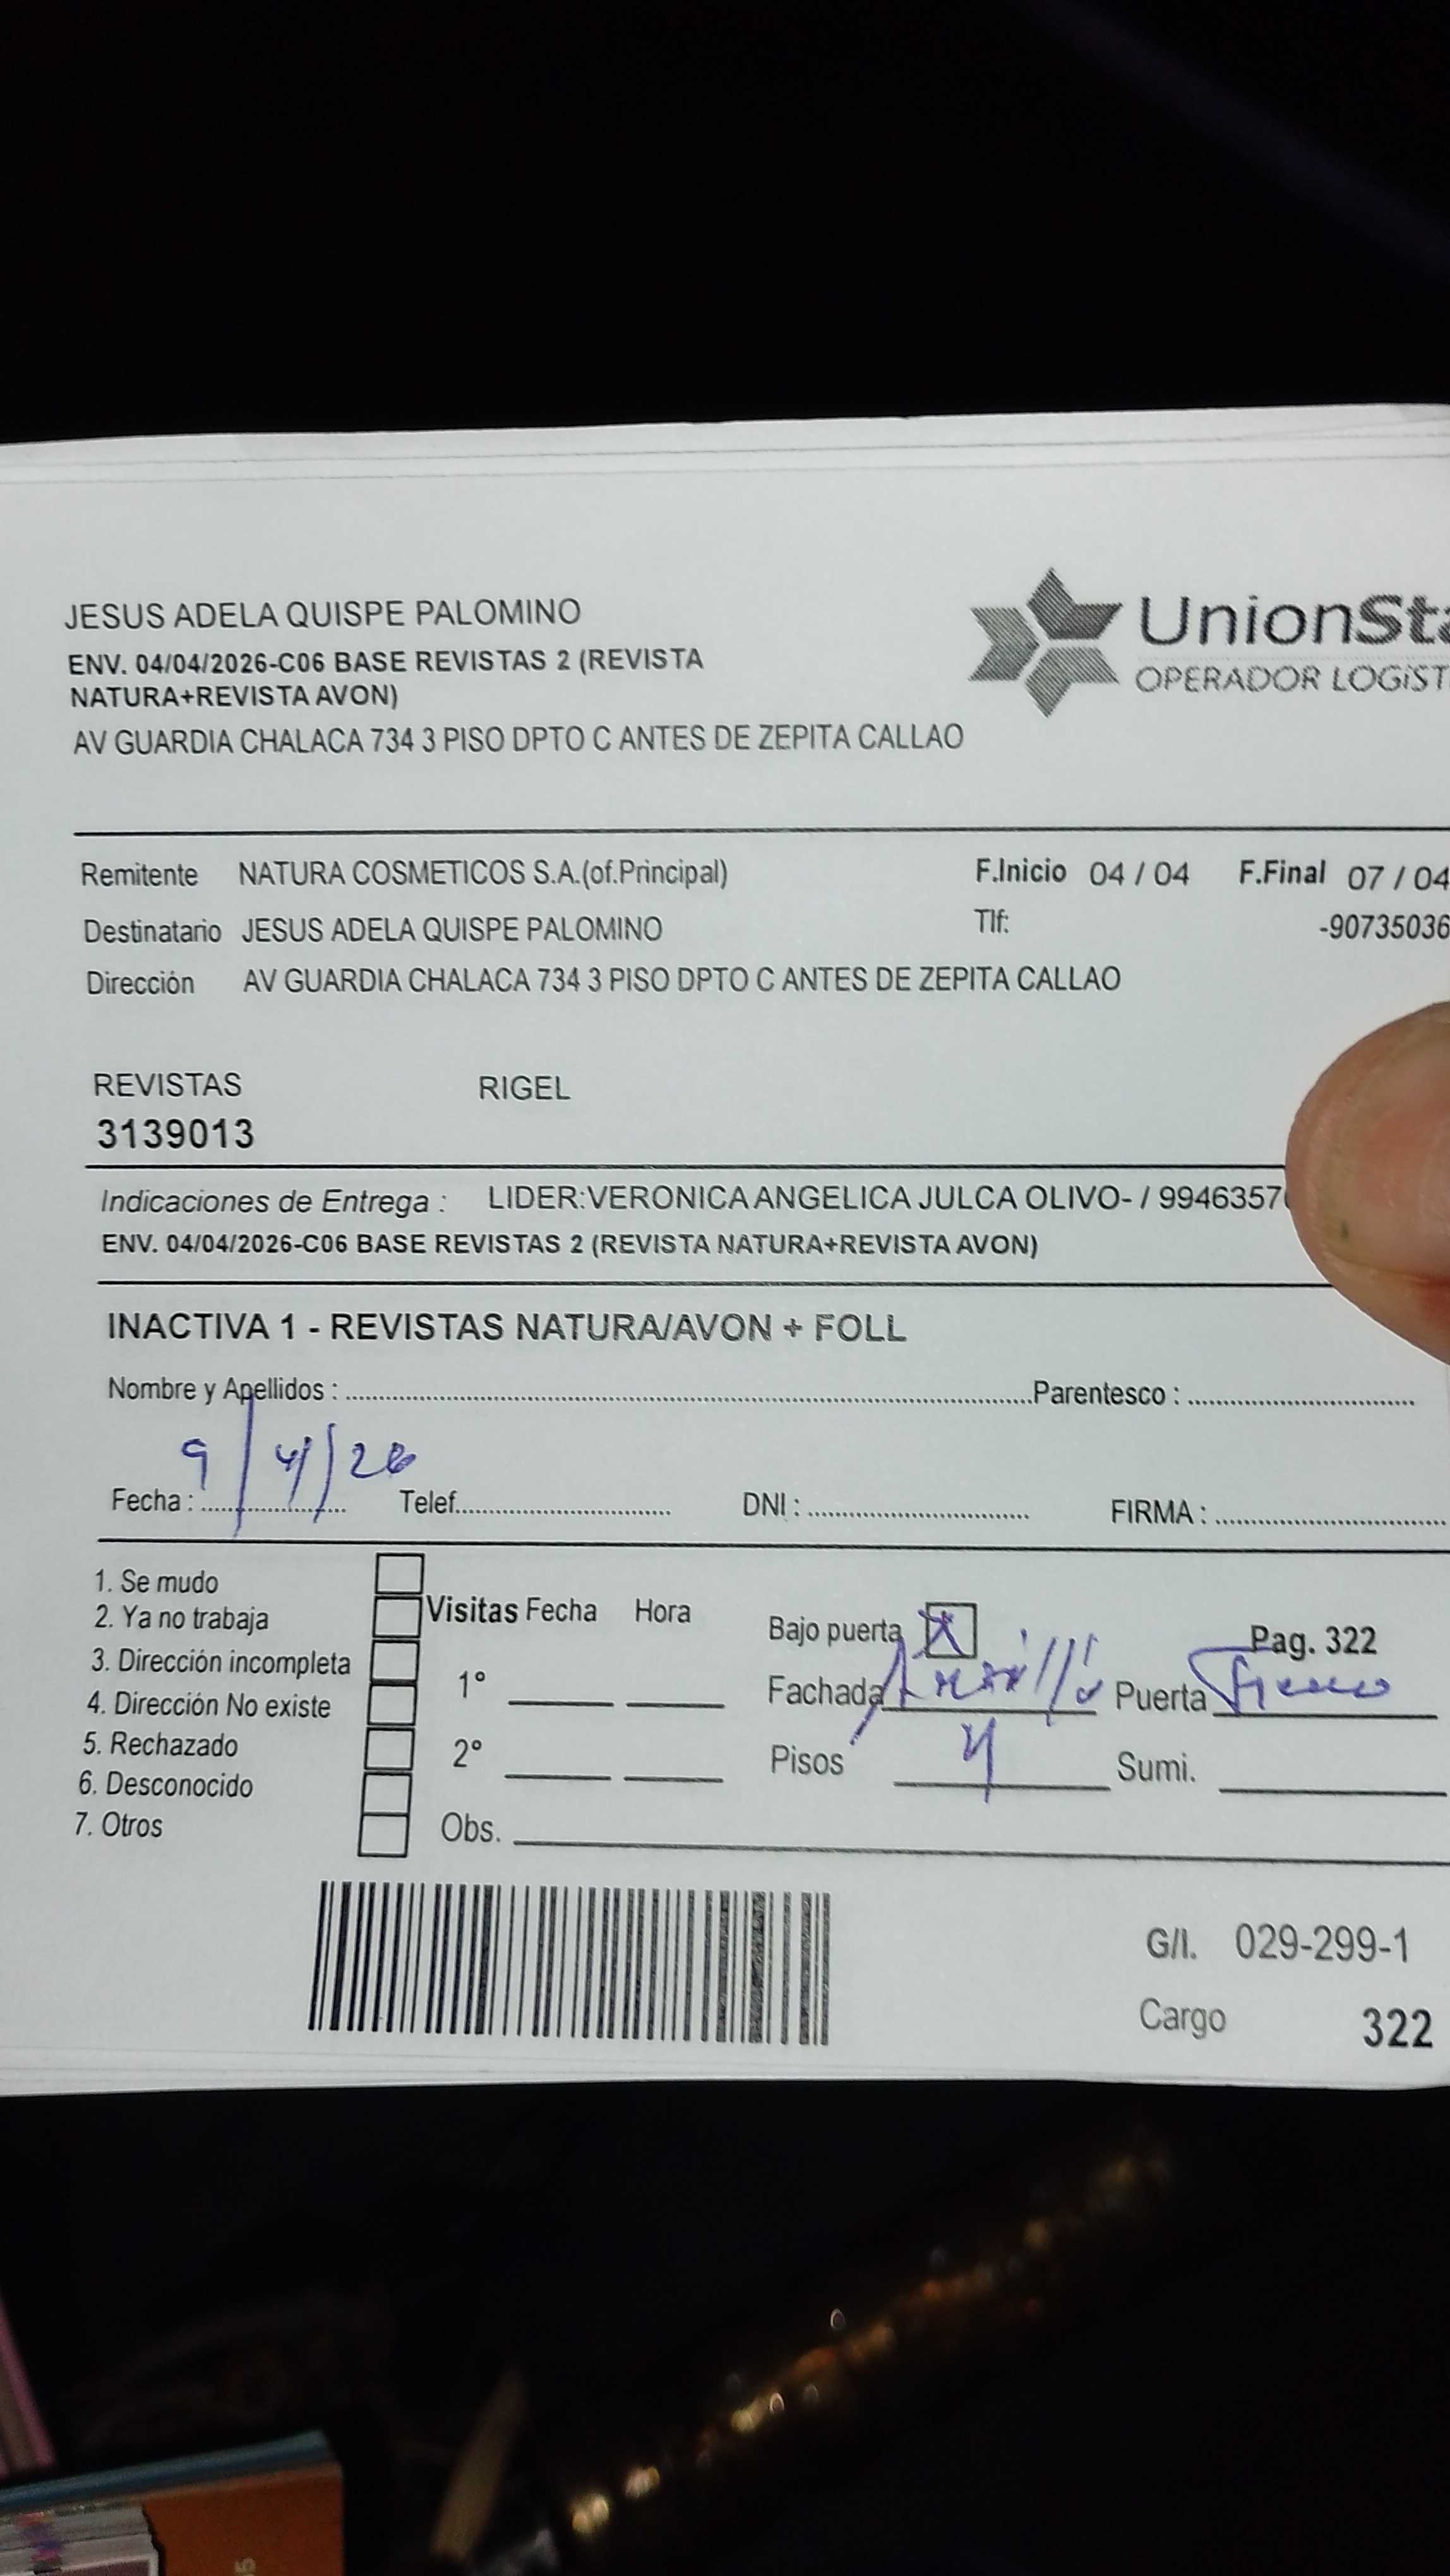 JESUS ADELA QUISPE PALOMINO
ENV. 04/04/2026-C06 BASE REVISTAS 2 (REVISTA
NATURA+REVISTA AVON)
AV GUARDIA CHALACA 734 3 PISO DPTO C ANTES DE ZEPITA CALLAO
UnionSta
OPERADOR LOGíST
Remitente NATURA COSMETICOS S.A.(of.Principal) F.Inicio 04 / 04 F.Final 07 / 04
Destinatario JESUS ADELA QUISPE PALOMINO Tlf: -90735036
Dirección AV GUARDIA CHALACA 734 3 PISO DPTO C ANTES DE ZEPITA CALLAO
REVISTAS RIGEL
3139013
Indicaciones de Entrega : LIDER:VERONICA ANGELICA JULCA OLIVO- / 9946357
ENV. 04/04/2026-C06 BASE REVISTAS 2 (REVISTA NATURA+REVISTA AVON)
INACTIVA 1 - REVISTAS NATURA/AVON + FOLL
Nombre y Apellidos : Parentesco :
Fecha : 9/4/26 Telef. DNI : FIRMA :
1. Se mudo
2. Ya no trabaja
3. Dirección incompleta
4. Dirección No existe
5. Rechazado
6. Desconocido
7. Otros
Visitas Fecha Hora
1°
2°
Obs.
Bajo puerta X Pag. 322
Fachada Amarillo Puerta Fierro
Pisos 4 Sumi.
G/I. 029-299-1
Cargo 322